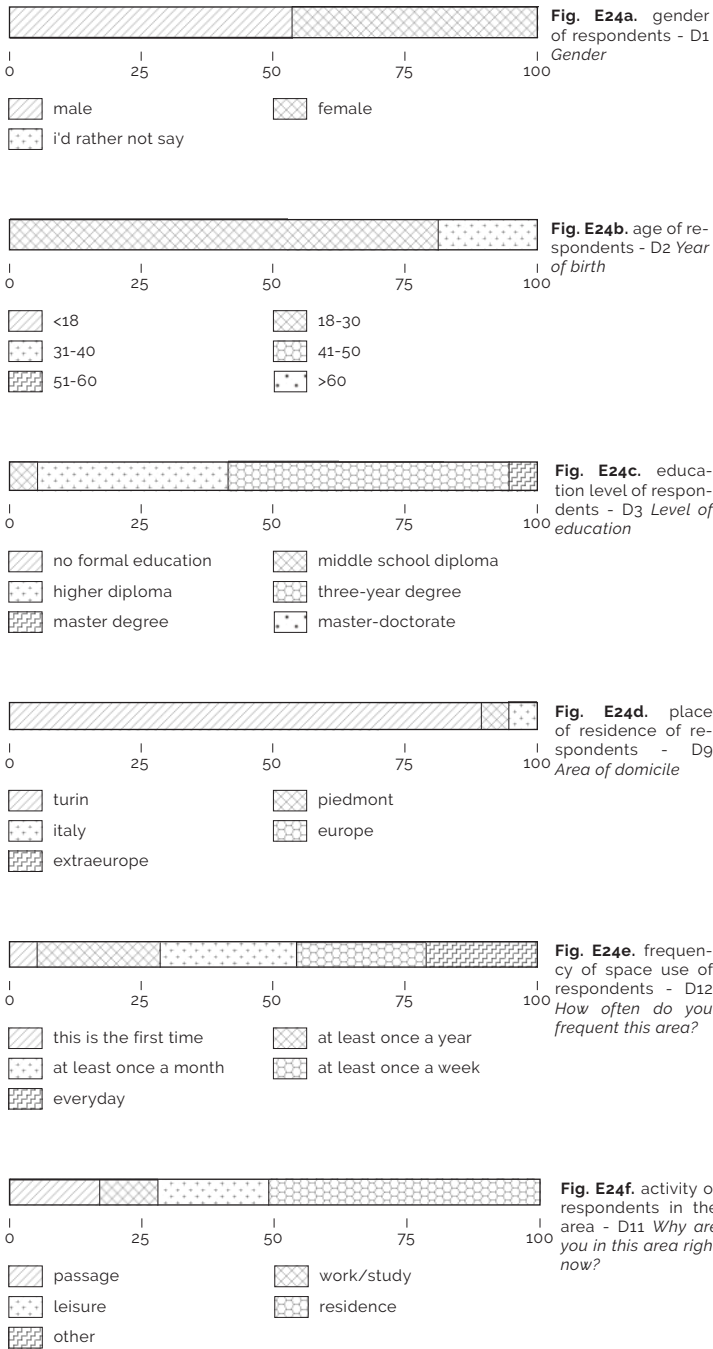 Fig. E24a. gender
of respondents - D1
Gender
0 25 50 75 100
male female
i'd rather not say
Fig. E24b. age of re-
spondents - D2 Year
of birth
0 25 50 75 100
<18 18-30
31-40 41-50
51-60 >60
Fig. E24c. educa-
tion level of respon-
dents - D3 Level of
education
0 25 50 75 100
no formal education middle school diploma
higher diploma three-year degree
master degree master-doctorate
Fig. E24d. place
of residence of re-
spondents - D9
Area of domicile
0 25 50 75 100
turin piedmont
italy europe
extraeurope
Fig. E24e. frequen-
cy of space use of
respondents - D12
How often do you
frequent this area?
0 25 50 75 100
this is the first time at least once a year
at least once a month at least once a week
everyday
Fig. E24f. activity o
respondents in the
area - D11 Why are
you in this area righ
now?
0 25 50 75 100
passage work/study
leisure residence
other